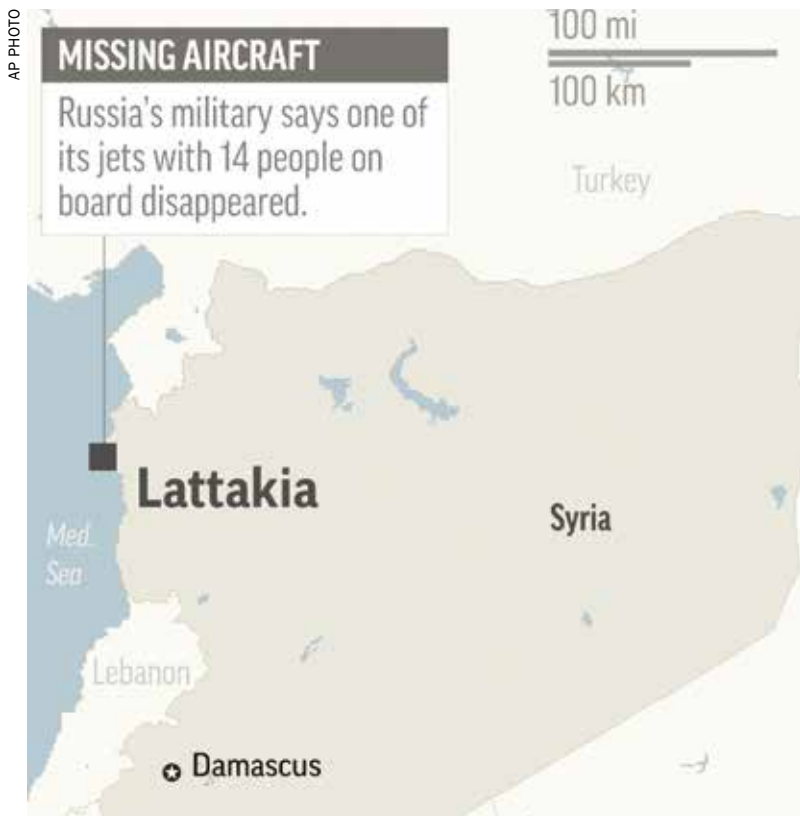 AP PHOTO
MISSING AIRCRAFT
Russia's military says one of
its jets with 14 people on
board disappeared.
100 mi
100 km
Turkey
Lattakia
Syria
Med.
Sea
Lebanon
Damascus